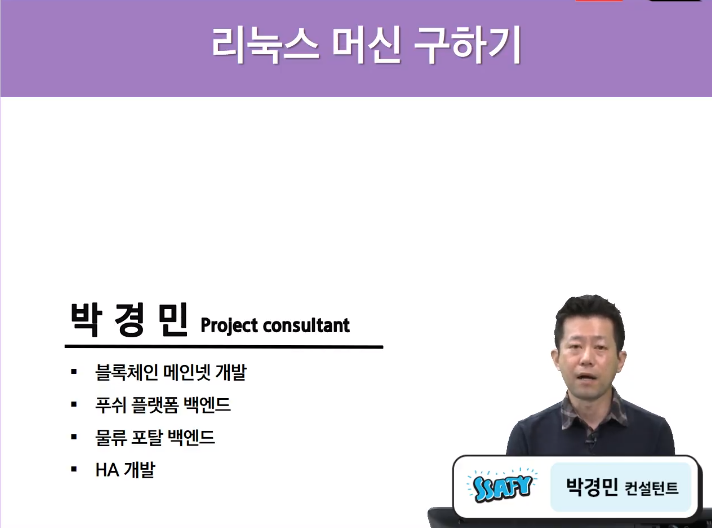 리눅스 머신 구하기
박 경 민 Project consultant
▪ 블록체인 메인넷 개발
▪ 푸쉬 플랫폼 백엔드
▪ 물류 포탈 백엔드
▪ HA 개발
SSAFY 박경민 컨설턴트